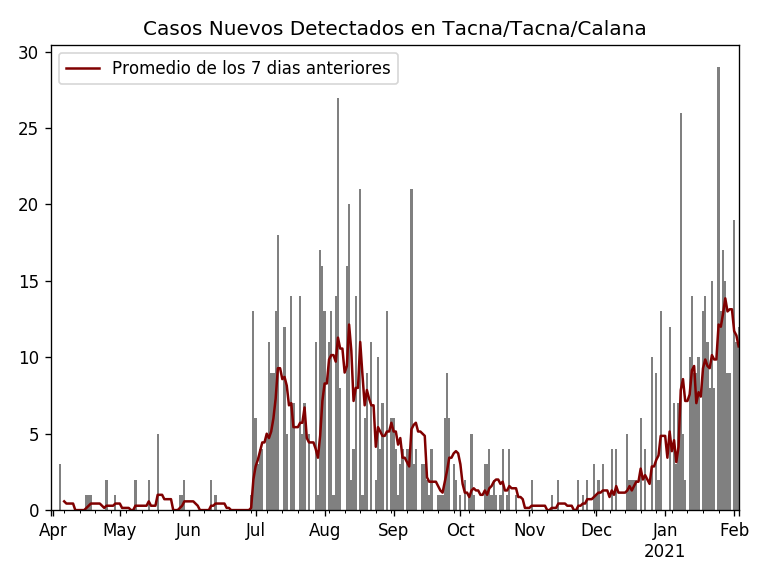 Casos Nuevos Detectados en Tacna/Tacna/Calana
Promedio de los 7 dias anteriores
30
25
20
15
10
5
0
Apr May Jun Jul Aug Sep Oct Nov Dec Jan Feb
2021